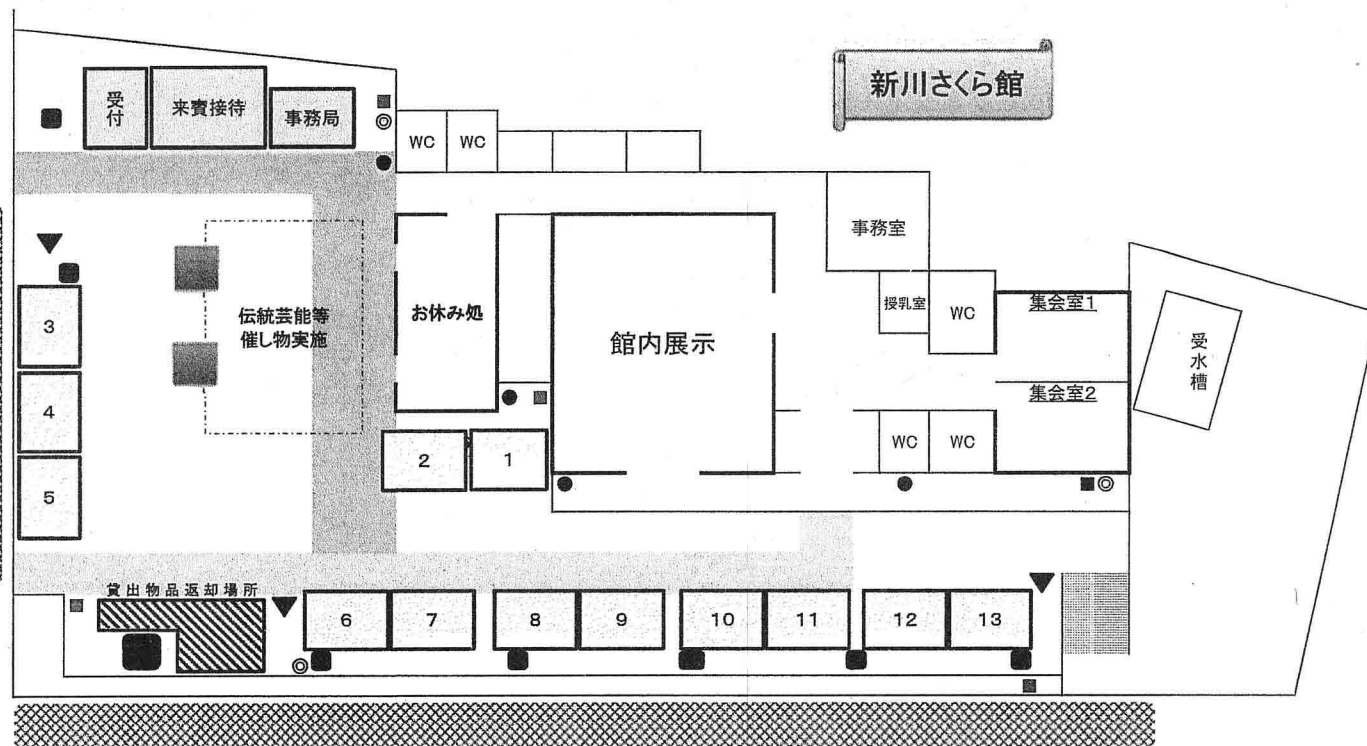 新川さくら館
受付
来賓接待
事務局
WC
WC
事務室
授乳室
WC
集会室1
受水槽
3
伝統芸能等
催し物実施
お休み処
館内展示
集会室2
4
2
1
WC
WC
5
貸出物品返却場所
6
7
8
9
10
11
12
13